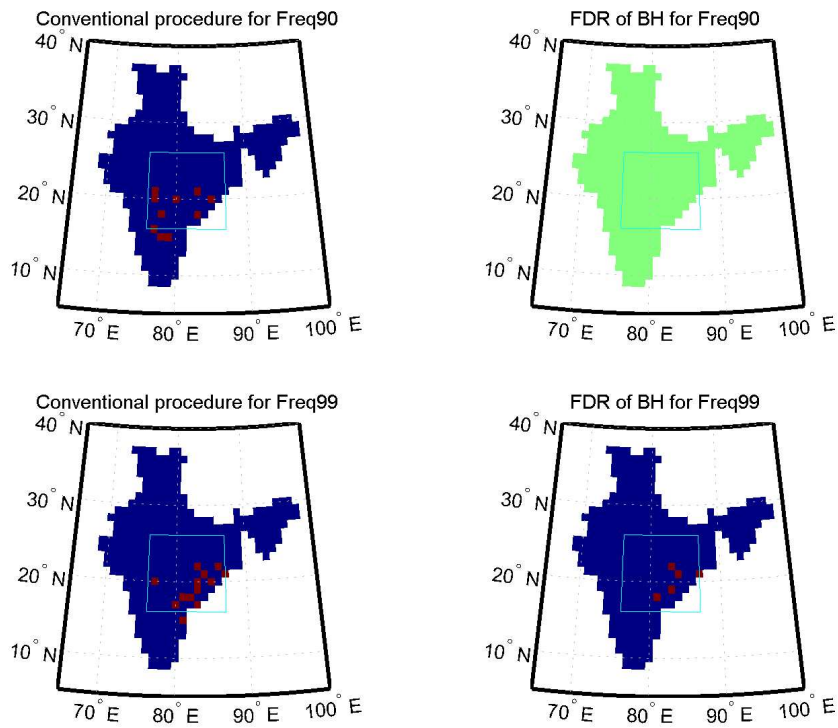 Conventional procedure for Freq90
40° N
30° N
20° N
10° N
70° E
80° E
90° E
100° E
FDR of BH for Freq90
40° N
30° N
20° N
10° N
70° E
80° E
90° E
100° E
Conventional procedure for Freq99
40° N
30° N
20° N
10° N
70° E
80° E
90° E
100° E
FDR of BH for Freq99
40° N
30° N
20° N
10° N
70° E
80° E
90° E
100° E